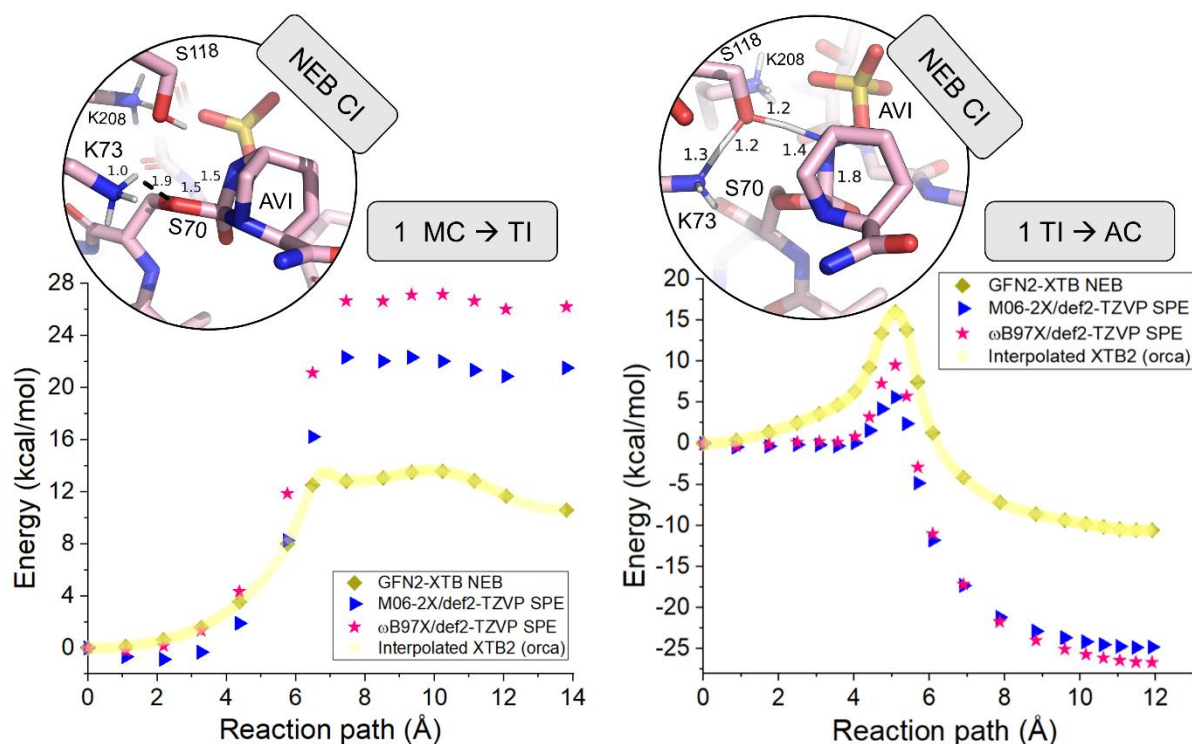 S118
K208
K73
1.0
1.9
1.5
1.5
S70
AVI
NEB CI
1 MC → TI
28
24
20
16
12
8
4
0
Energy (kcal/mol)
GFN2-XTB NEB
M06-2X/def2-TZVP SPE
ωB97X/def2-TZVP SPE
Interpolated XTB2 (orca)
0 2 4 6 8 10 12 14
Reaction path (Å)
S118
K208
1.2
AVI
1.3
1.2
1.4
1.8
S70
K73
NEB CI
1 TI → AC
20
15
10
5
0
-5
-10
-15
-20
-25
Energy (kcal/mol)
GFN2-XTB NEB
M06-2X/def2-TZVP SPE
ωB97X/def2-TZVP SPE
Interpolated XTB2 (orca)
0 2 4 6 8 10 12
Reaction path (Å)